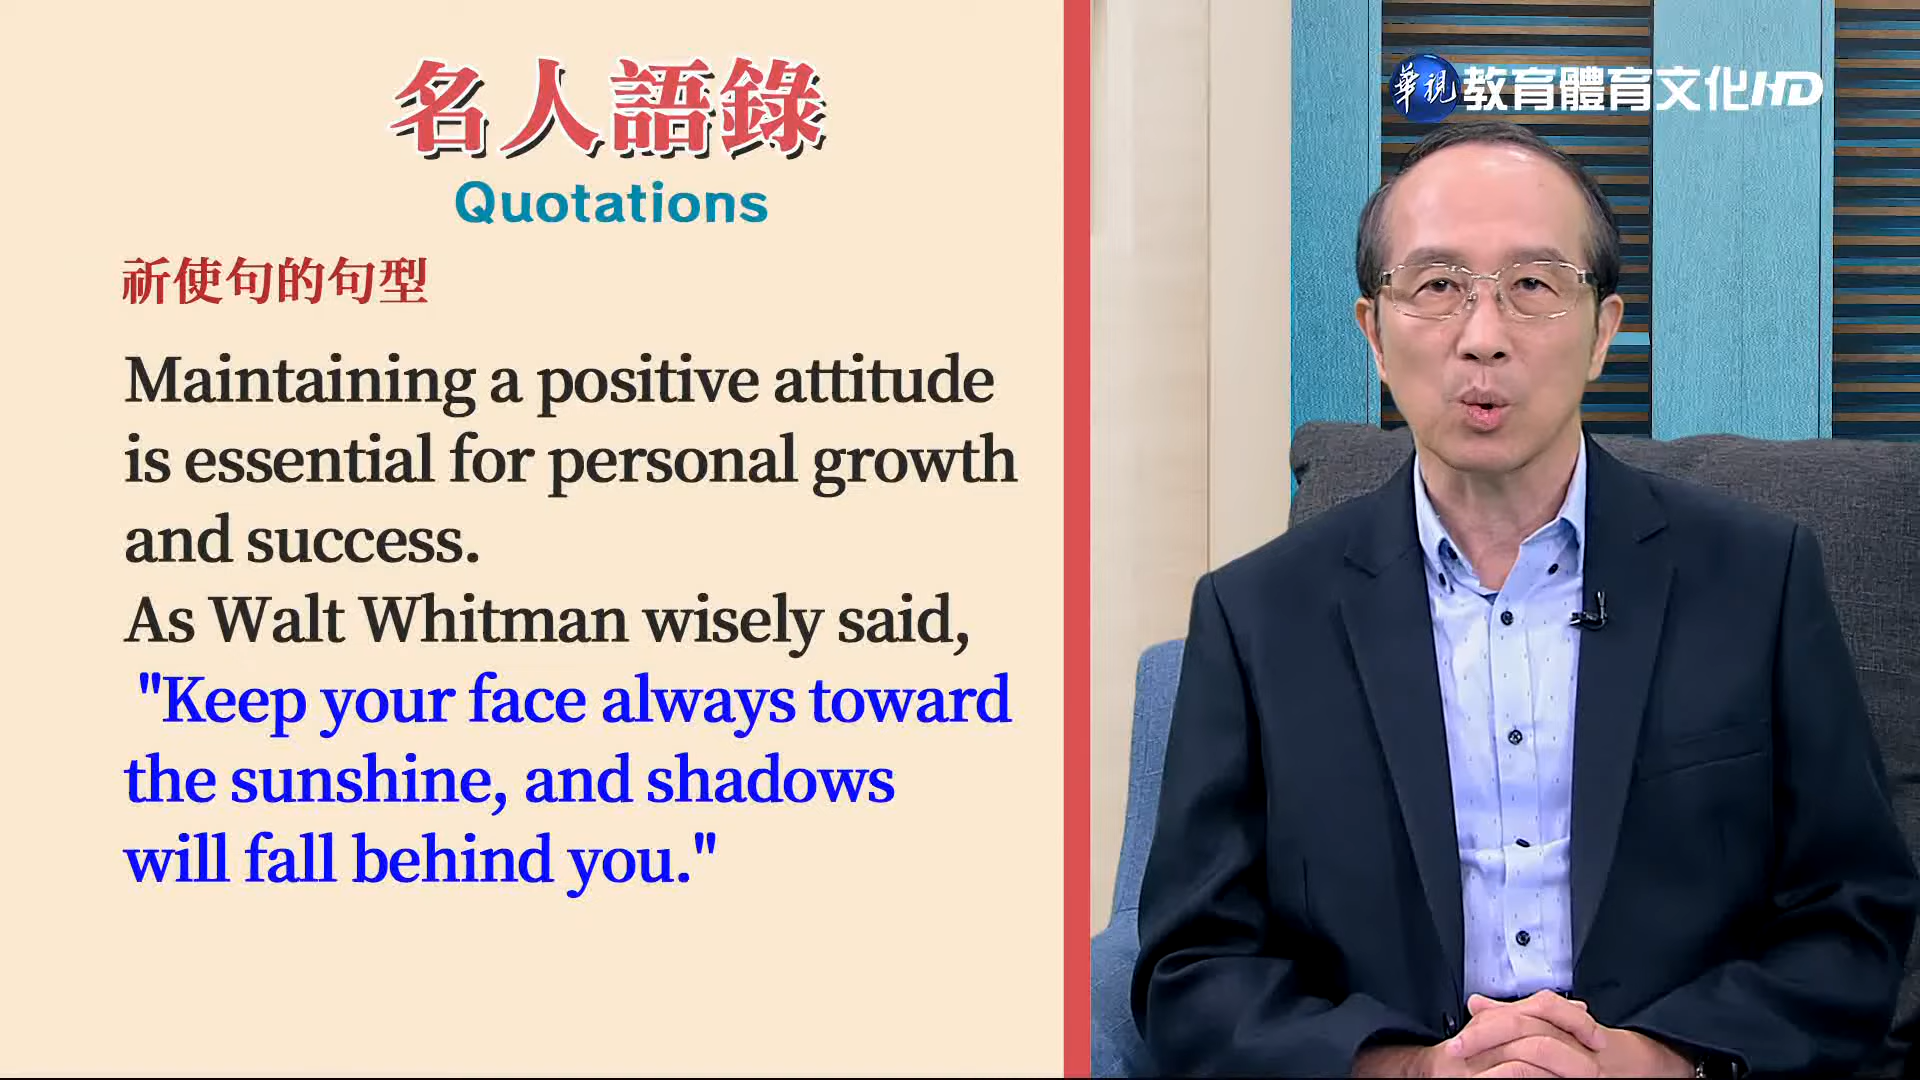 名人語錄
Quotations
祈使句的句型
Maintaining a positive attitude
is essential for personal growth
and success.
As Walt Whitman wisely said,
"Keep your face always toward
the sunshine, and shadows
will fall behind you."
華視 教育體育文化HD